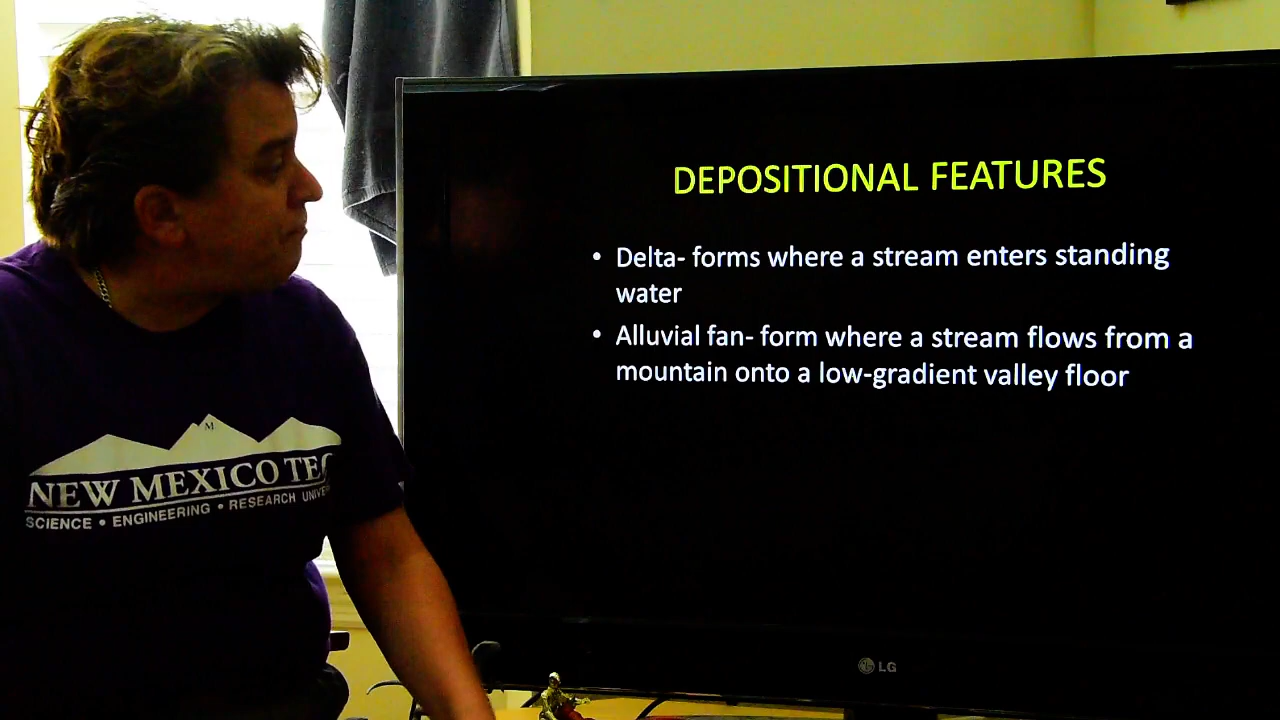 DEPOSITIONAL FEATURES
• Delta- forms where a stream enters standing
water
• Alluvial fan- form where a stream flows from a
mountain onto a low-gradient valley floor
M
NEW MEXICO TEC
SCIENCE • ENGINEERING • RESEARCH UNIVE
LG